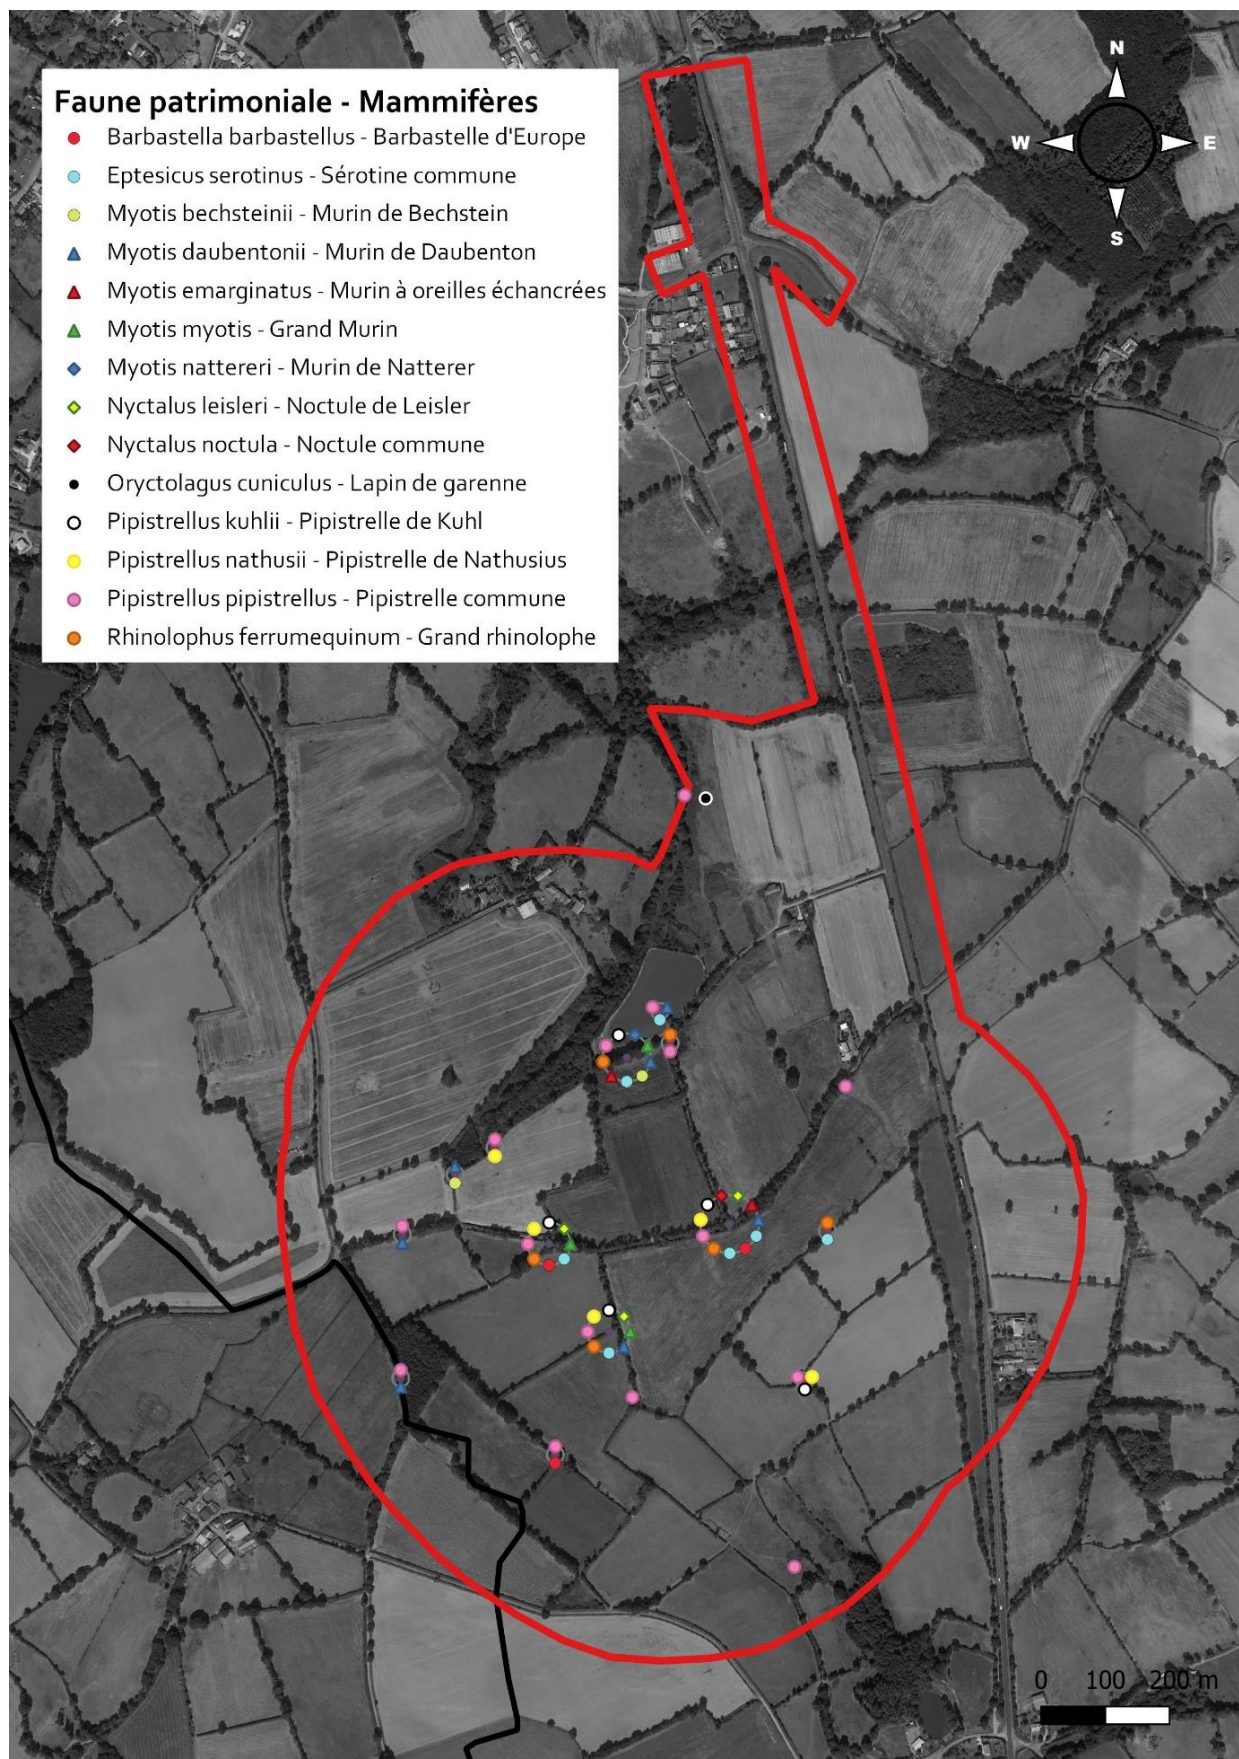 Faune patrimoniale - Mammifères
Barbastella barbastellus - Barbastelle d'Europe
Eptesicus serotinus - Sérotine commune
Myotis bechsteinii - Murin de Bechstein
Myotis daubentonii - Murin de Daubenton
Myotis emarginatus - Murin à oreilles échancrées
Myotis myotis - Grand Murin
Myotis nattereri - Murin de Natterer
Nyctalus leisleri - Noctule de Leisler
Nyctalus noctula - Noctule commune
Oryctolagus cuniculus - Lapin de garenne
Pipistrellus kuhlii - Pipistrelle de Kuhl
Pipistrellus nathusii - Pipistrelle de Nathusius
Pipistrellus pipistrellus - Pipistrelle commune
Rhinolophus ferrumequinum - Grand rhinolophe
N
W E
S
0 100 200 m